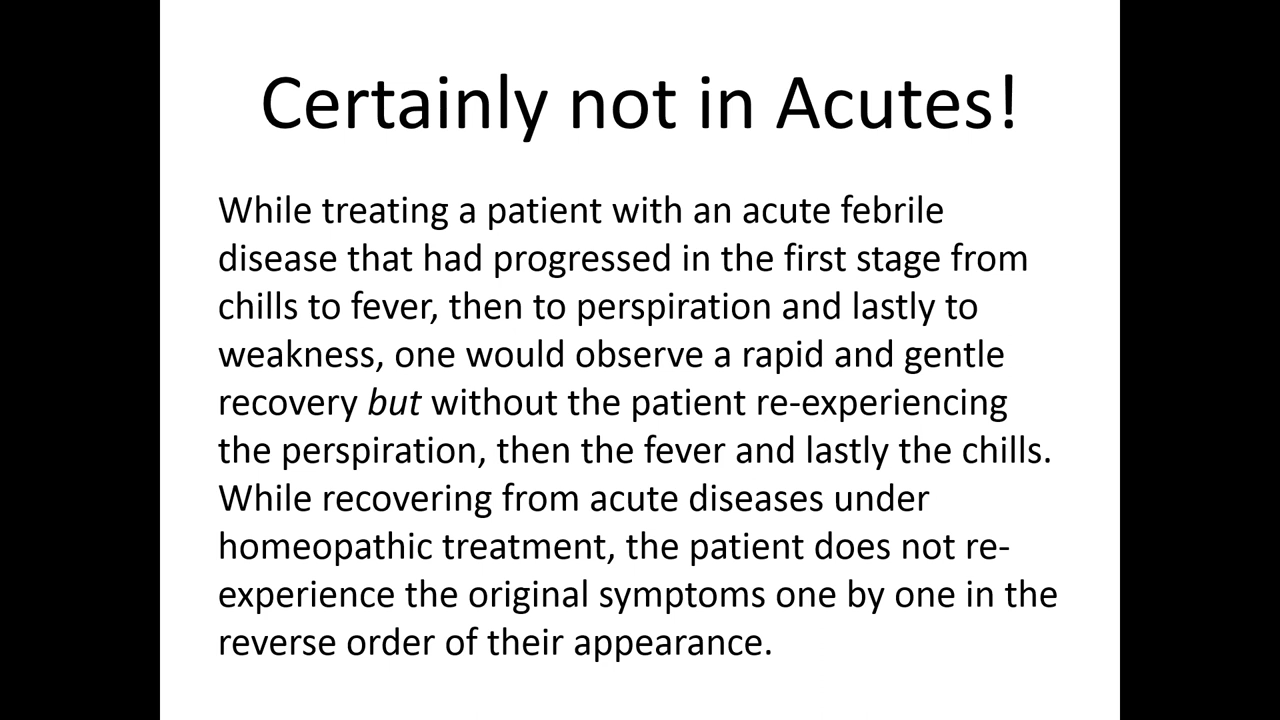 Certainly not in Acutes!
While treating a patient with an acute febrile
disease that had progressed in the first stage from
chills to fever, then to perspiration and lastly to
weakness, one would observe a rapid and gentle
recovery but without the patient re-experiencing
the perspiration, then the fever and lastly the chills.
While recovering from acute diseases under
homeopathic treatment, the patient does not re-
experience the original symptoms one by one in the
reverse order of their appearance.